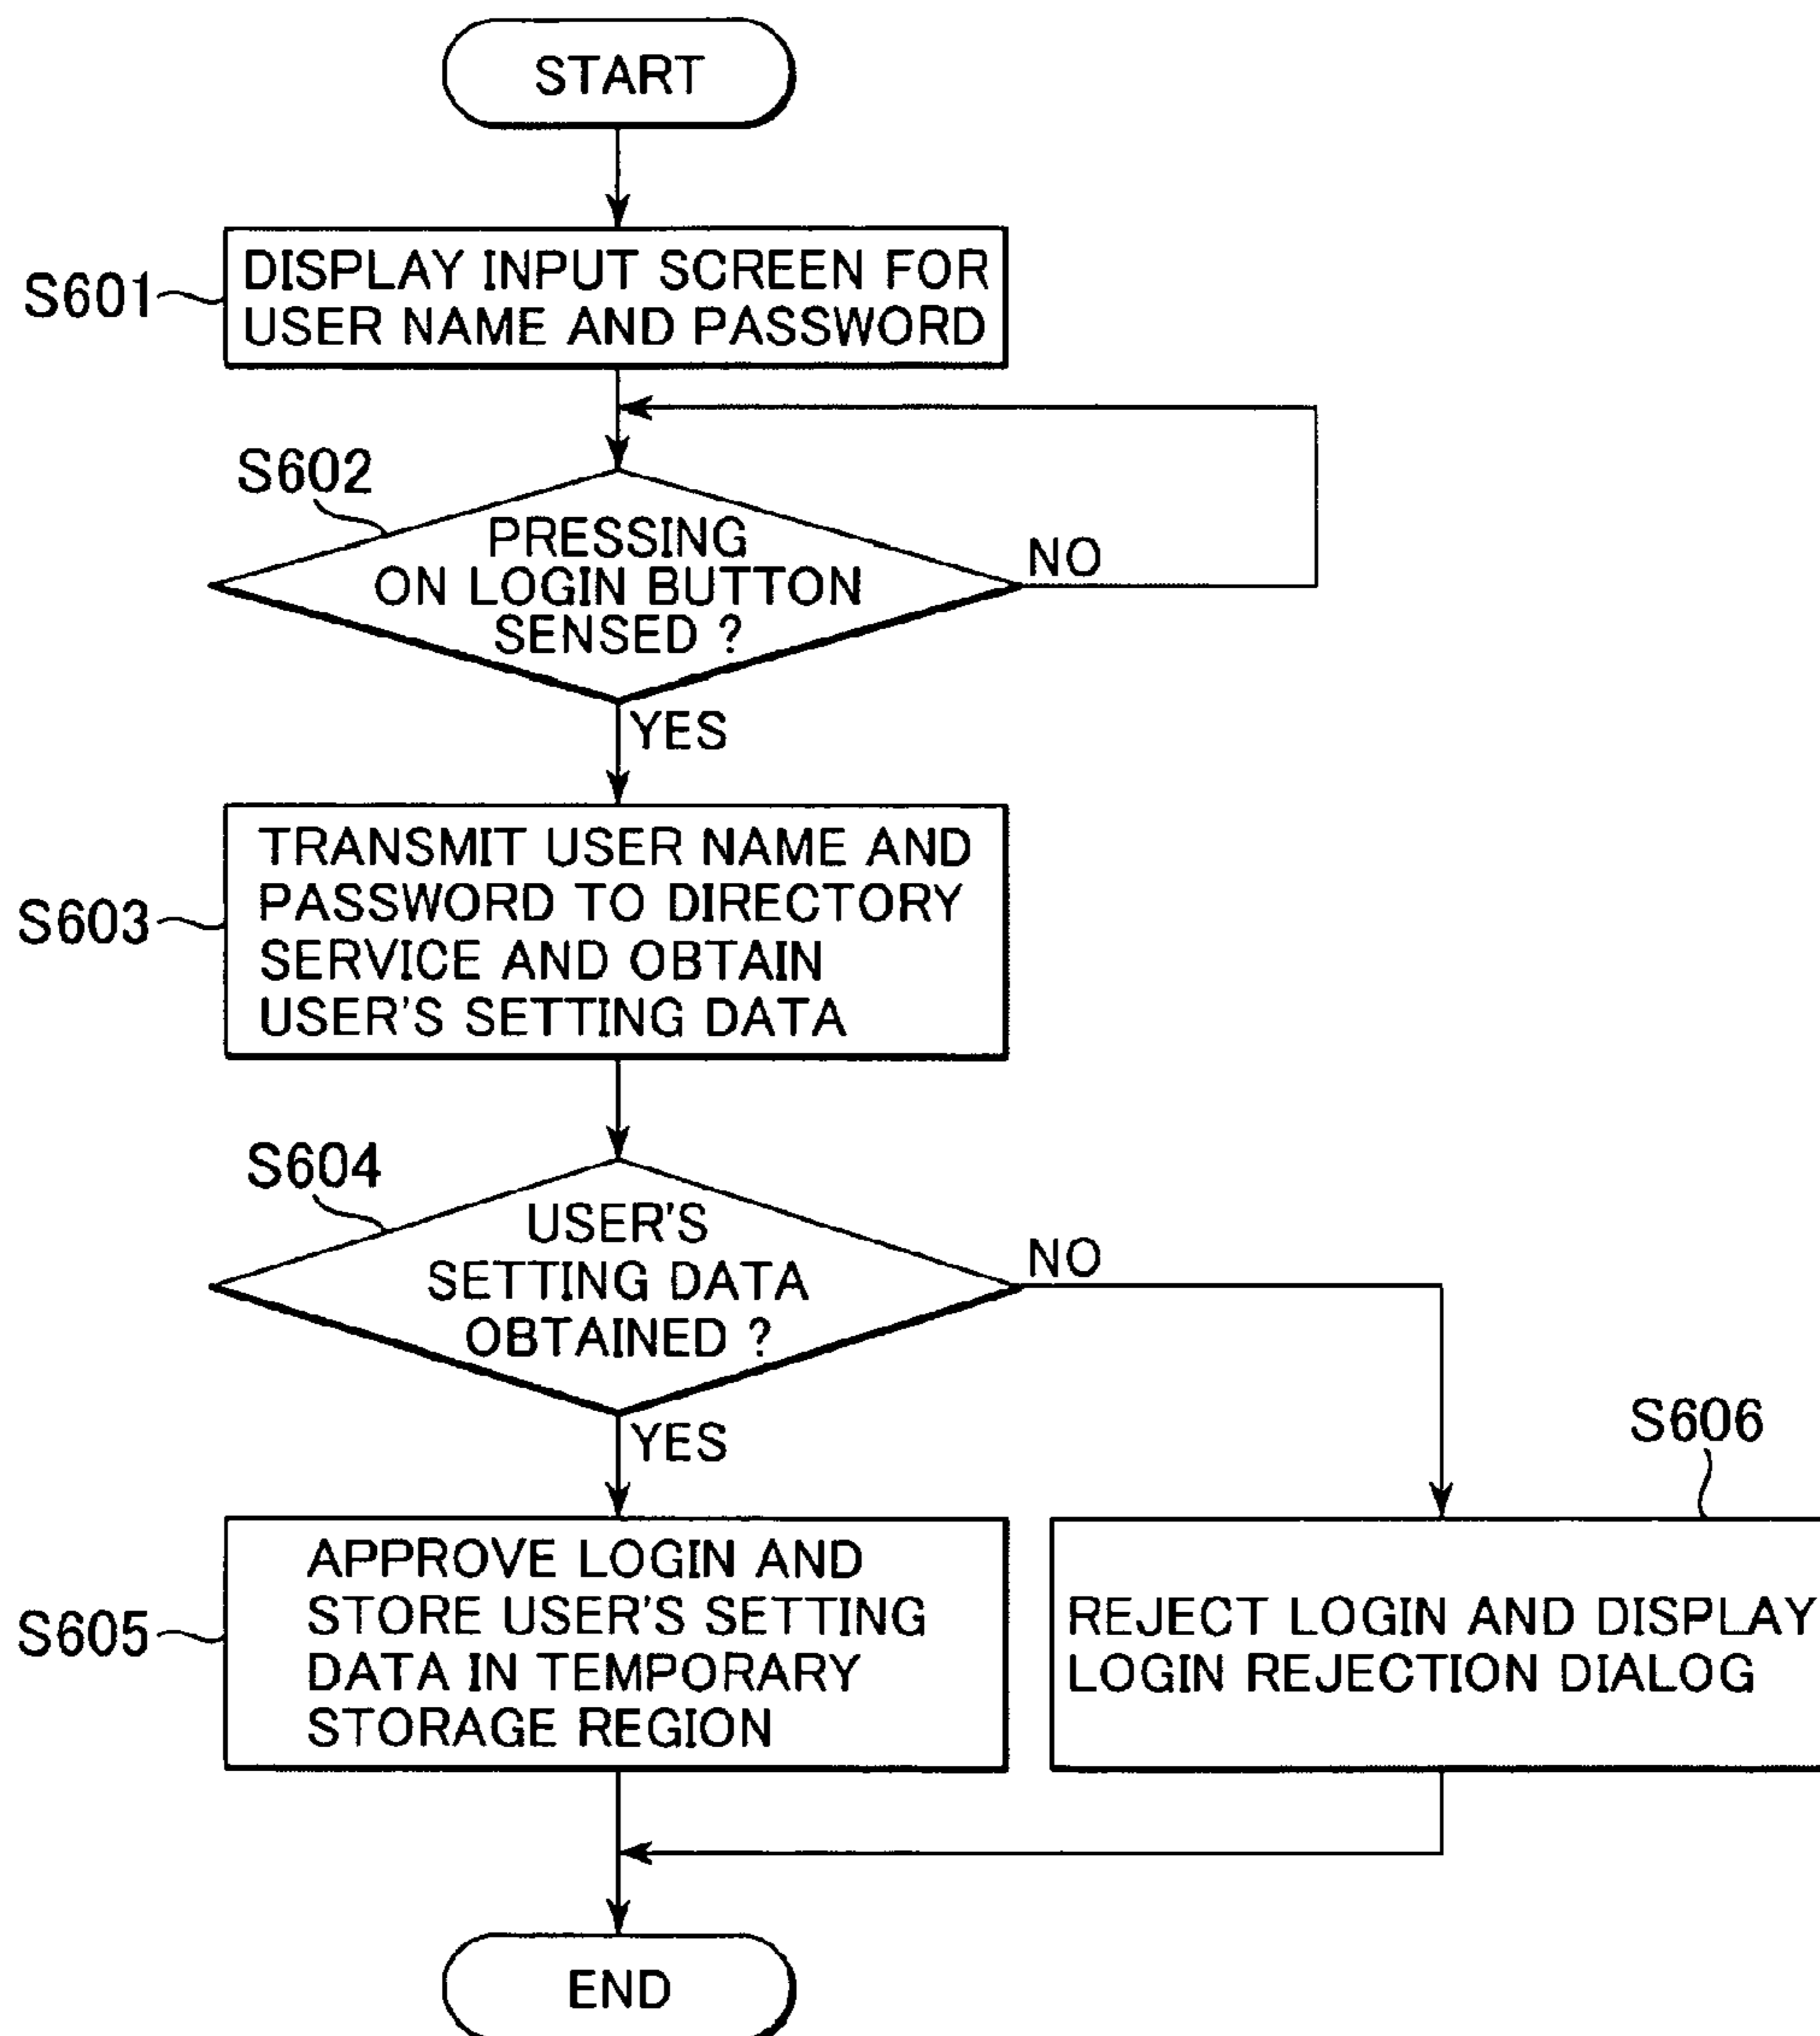 START
S601
DISPLAY INPUT SCREEN FOR
USER NAME AND PASSWORD
S602
PRESSING
ON LOGIN BUTTON
SENSED ?
NO
YES
S603
TRANSMIT USER NAME AND
PASSWORD TO DIRECTORY
SERVICE AND OBTAIN
USER'S SETTING DATA
S604
USER'S
SETTING DATA
OBTAINED ?
NO
YES
S605
APPROVE LOGIN AND
STORE USER'S SETTING
DATA IN TEMPORARY
STORAGE REGION
S606
REJECT LOGIN AND DISPLAY
LOGIN REJECTION DIALOG
END